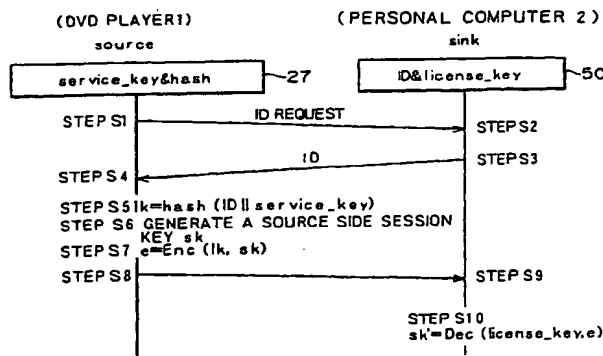 (DVD PLAYER1) (PERSONAL COMPUTER 2)
source sink
service_key&hash 27 ID&license_key 50
STEP S1 ID REQUEST STEP S2
STEP S4 ID STEP S3
STEP S5 lk=hash (ID || service_key)
STEP S6 GENERATE A SOURCE SIDE SESSION
KEY sk
STEP S7 e=Enc (lk, sk)
STEP S8 STEP S9
STEP S10
sk'=Dec (license_key.e)